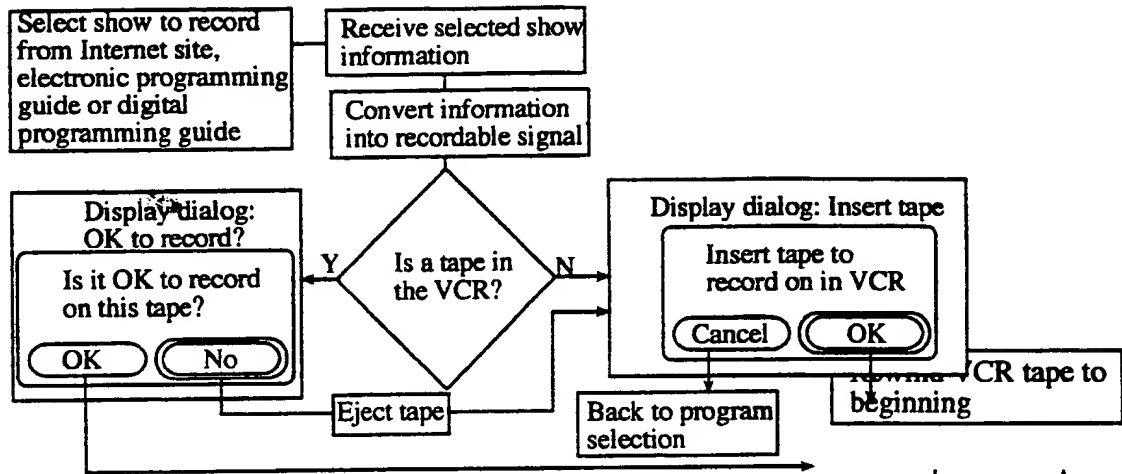 Select show to record
from Internet site,
electronic programming
guide or digital
programming guide
Receive selected show
information
Convert information
into recordable signal
Is a tape in
the VCR?
Y
N
Display dialog:
OK to record?
Is it OK to record
on this tape?
OK
No
Eject tape
Display dialog: Insert tape
Insert tape to
record on in VCR
Cancel
OK
Back to program
selection
VCR tape to
beginning